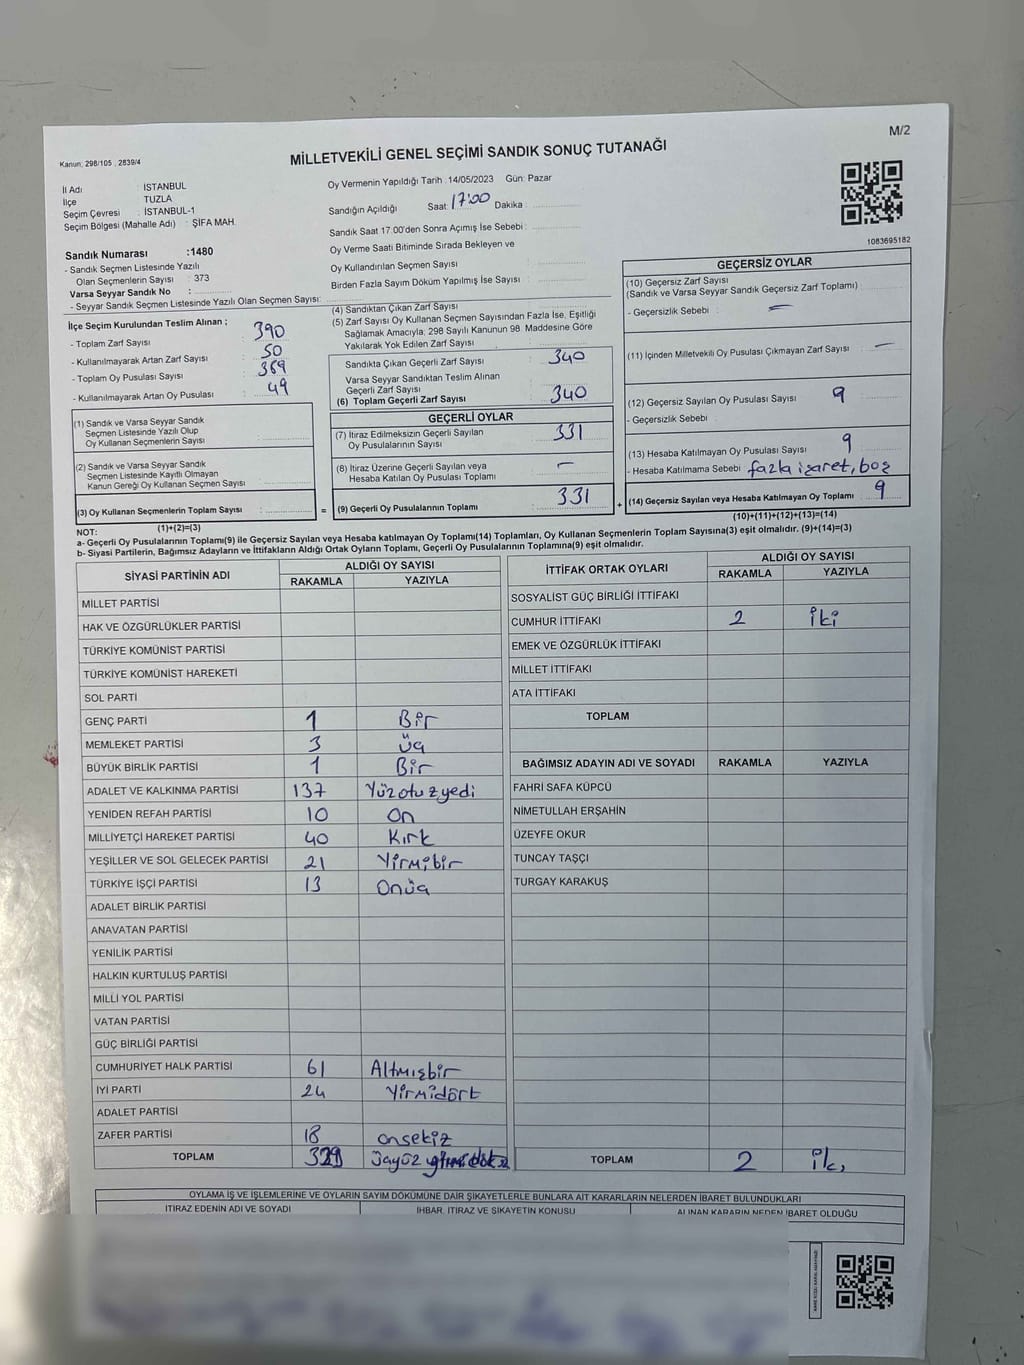 M/2
Kanun; 298/105 , 2839/4
MİLLETVEKİLİ GENEL SEÇİMİ SANDIK SONUÇ TUTANAĞI
İl Adı : İSTANBUL
İlçe TUZLA
Seçim Çevresi : İSTANBUL-1
Seçim Bölgesi (Mahalle Adı) : ŞİFA MAH.
Sandık Numarası :1480
- Sandık Seçmen Listesinde Yazılı
Olan Seçmenlerin Sayısı : 373
Varsa Seyyar Sandık No :
- Seyyar Sandık Seçmen Listesinde Yazılı Olan Seçmen Sayısı:
Oy Vermenin Yapıldığı Tarih : 14/05/2023 Gün: Pazar
Sandığın Açıldığı Saat: 17:00 Dakika :
Sandık Saat 17.00'den Sonra Açımış İse Sebebi :
Oy Verme Saati Bitiminde Sırada Bekleyen ve
Oy Kullandırılan Seçmen Sayısı :
Birden Fazla Sayım Döküm Yapılmış İse Sayısı :
1083695182
İlçe Seçim Kurulundan Teslim Alınan ;
- Toplam Zarf Sayısı : 390
- Kullanılmayarak Artan Zarf Sayısı : 50
- Toplam Oy Pusulası Sayısı : 389
- Kullanılmayarak Artan Oy Pusulası : 49
(1) Sandık ve Varsa Seyyar Sandık
Seçmen Listesinde Yazılı Olup
Oy Kullanan Seçmenlerin Sayısı :
(2) Sandık ve Varsa Seyyar Sandık
Seçmen Listesinde Kayıtlı Olmayan
Kanun Gereği Oy Kullanan Seçmen Sayısı :
(3) Oy Kullanan Seçmenlerin Toplam Sayısı :
(1)+(2)=(3)
(4) Sandıktan Çıkan Zarf Sayısı :
(5) Zarf Sayısı Oy Kullanan Seçmen Sayısından Fazla İse, Eşitliği
Sağlamak Amacıyla, 298 Sayılı Kanunun 98. Maddesine Göre
Yakılarak Yok Edilen Zarf Sayısı :
Sandıkta Çıkan Geçerli Zarf Sayısı : 340
Varsa Seyyar Sandıktan Teslim Alınan
Geçerli Zarf Sayısı :
(6) Toplam Geçerli Zarf Sayısı : 340
GEÇERLİ OYLAR
(7) İtiraz Edilmeksizin Geçerli Sayılan
Oy Pusulalarının Sayısı : 331
(8) İtiraz Üzerine Geçerli Sayılan veya
Hesaba Katılan Oy Pusulası Toplamı : -
= (9) Geçerli Oy Pusulalarının Toplamı : 331 +
GEÇERSİZ OYLAR
(10) Geçersiz Zarf Sayısı
(Sandık ve Varsa Seyyar Sandık Geçersiz Zarf Toplamı) :
- Geçersizlik Sebebi : -
(11) İçinden Milletvekili Oy Pusulası Çıkmayan Zarf Sayısı : -
(12) Geçersiz Sayılan Oy Pusulası Sayısı : 9
- Geçersizlik Sebebi :
(13) Hesaba Katılmayan Oy Pusulası Sayısı : 9
- Hesaba Katılmama Sebebi : fazla işaret, boş
(14) Geçersiz Sayılan veya Hesaba Katılmayan Oy Toplamı : 9
(10)+(11)+(12)+(13)=(14)
NOT:
a- Geçerli Oy Pusulalarının Toplamı(9) ile Geçersiz Sayılan veya Hesaba katılmayan Oy Toplamı(14) Toplamları, Oy Kullanan Seçmenlerin Toplam Sayısına(3) eşit olmalıdır. (9)+(14)=(3)
b- Siyasi Partilerin, Bağımsız Adayların ve İttifakların Aldığı Ortak Oyların Toplamı, Geçerli Oy Pusulalarının Toplamına(9) eşit olmalıdır.
SİYASİ PARTİNİN ADI ALDIĞI OY SAYISI
RAKAMLA YAZIYLA
MİLLET PARTİSİ
HAK VE ÖZGÜRLÜKLER PARTİSİ
TÜRKİYE KOMÜNİST PARTİSİ
TÜRKİYE KOMÜNİST HAREKETİ
SOL PARTİ
GENÇ PARTİ 1 Bir
MEMLEKET PARTİSİ 3 Üç
BÜYÜK BİRLİK PARTİSİ 1 Bir
ADALET VE KALKINMA PARTİSİ 137 Yüzotuzyedi
YENİDEN REFAH PARTİSİ 10 On
MİLLİYETÇİ HAREKET PARTİSİ 40 Kırk
YEŞİLLER VE SOL GELECEK PARTİSİ 21 Yirmibir
TÜRKİYE İŞÇİ PARTİSİ 13 Onüç
ADALET BİRLİK PARTİSİ
ANAVATAN PARTİSİ
YENİLİK PARTİSİ
HALKIN KURTULUŞ PARTİSİ
MİLLİ YOL PARTİSİ
VATAN PARTİSİ
GÜÇ BİRLİĞİ PARTİSİ
CUMHURİYET HALK PARTİSİ 61 Altmışbir
İYİ PARTİ 24 Yirmidört
ADALET PARTİSİ
ZAFER PARTİSİ 18 onsekiz
TOPLAM 329
İTTİFAK ORTAK OYLARI ALDIĞI OY SAYISI
RAKAMLA YAZIYLA
SOSYALİST GÜÇ BİRLİĞİ İTTİFAKI
CUMHUR İTTİFAKI 2 İki
EMEK VE ÖZGÜRLÜK İTTİFAKI
MİLLET İTTİFAKI
ATA İTTİFAKI
TOPLAM
BAĞIMSIZ ADAYIN ADI VE SOYADI RAKAMLA YAZIYLA
FAHRİ SAFA KÜPCÜ
NİMETULLAH ERŞAHİN
ÜZEYFE OKUR
TUNCAY TAŞÇI
TURGAY KARAKUŞ
TOPLAM 2 İki
OYLAMA İŞ VE İŞLEMLERİNE VE OYLARIN SAYIM DÖKÜMÜNE DAİR ŞİKAYETLERLE BUNLARA AİT KARARLARIN NELERDEN İBARET BULUNDUKLARI
İTİRAZ EDENİN ADI VE SOYADI İHBAR, İTİRAZ VE ŞİKAYETİN KONUSU ALINAN KARARIN NEDEN İBARET OLDUĞU